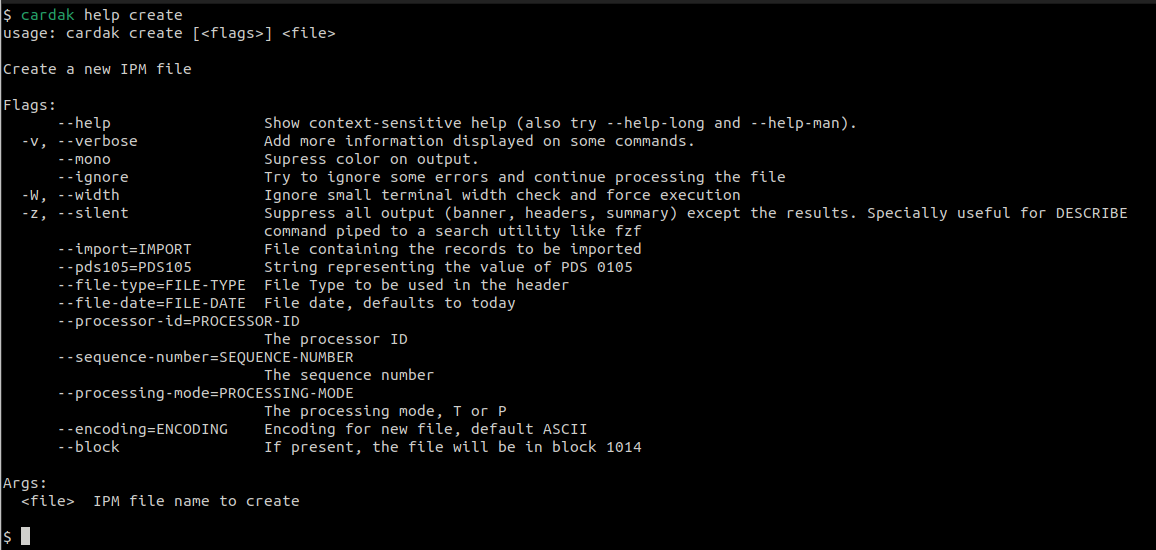 $ cardak help create
usage: cardak create [<flags>] <file>
Create a new IPM file
Flags:
      --help                 Show context-sensitive help (also try --help-long and --help-man).
  -v, --verbose              Add more information displayed on some commands.
      --mono                 Supress color on output.
      --ignore               Try to ignore some errors and continue processing the file
  -W, --width                Ignore small terminal width check and force execution
  -z, --silent               Suppress all output (banner, headers, summary) except the results. Specially useful for DESCRIBE
                             command piped to a search utility like fzf
      --import=IMPORT        File containing the records to be imported
      --pds105=PDS105        String representing the value of PDS 0105
      --file-type=FILE-TYPE  File Type to be used in the header
      --file-date=FILE-DATE  File date, defaults to today
      --processor-id=PROCESSOR-ID
                             The processor ID
      --sequence-number=SEQUENCE-NUMBER
                             The sequence number
      --processing-mode=PROCESSING-MODE
                             The processing mode, T or P
      --encoding=ENCODING    Encoding for new file, default ASCII
      --block                If present, the file will be in block 1014
Args:
  <file>  IPM file name to create
$